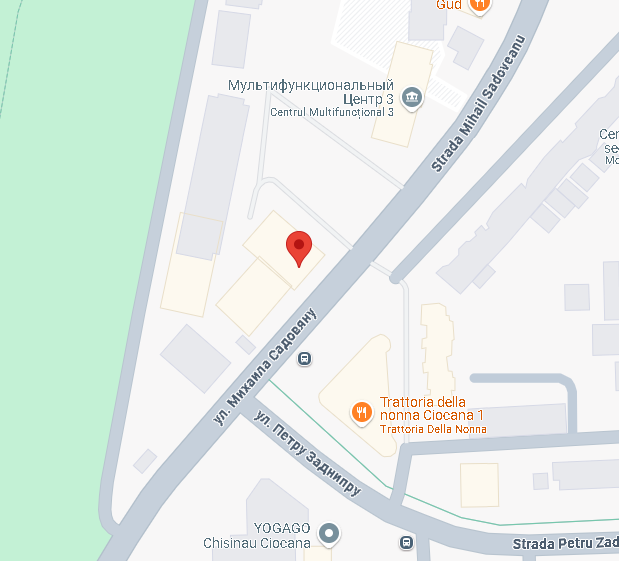 Gud
Мультифункциональный
Центр 3
Centrul Multifuncțional 3
Strada Mihail Sadoveanu
Cen
se
Mo
ул. Михаила Садовяну
Trattoria della
nonna Ciocana 1
Trattoria Della Nonna
ул. Петру Заднипру
YOGAGO
Chisinau Ciocana
Strada Petru Zad